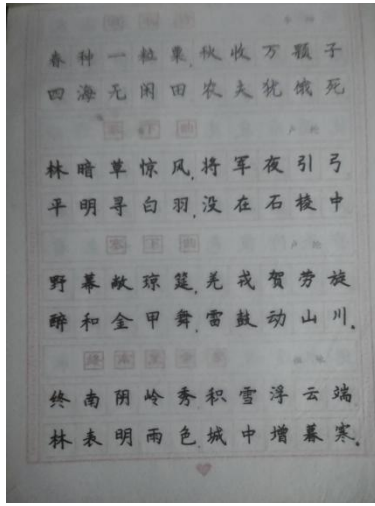 春种一粒粟,秋收万颗子
四海无闲田农夫犹饿死
林暗草惊风,将军夜引弓
平明寻白羽,没在石棱中
野幕敞琼筵,羌戎贺劳旋
醉和金甲舞,雷鼓动山川.
终南阴岭秀,积雪浮云端
林表明雨色,城中增暮寒.